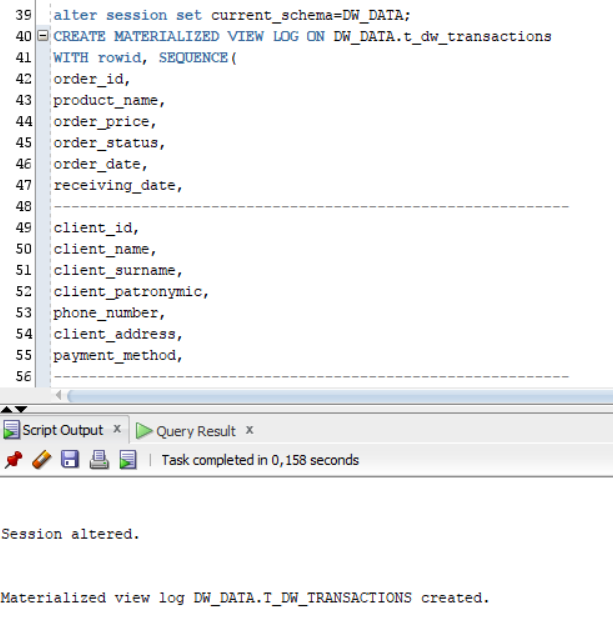 39 alter session set current_schema=DW_DATA;
40 CREATE MATERIALIZED VIEW LOG ON DW_DATA.t_dw_transactions
41 WITH rowid, SEQUENCE(
42 order_id,
43 product_name,
44 order_price,
45 order_status,
46 order_date,
47 receiving_date,
48 -----------------------------------------------------------
49 client_id,
50 client_name,
51 client_surname,
52 client_patronymic,
53 phone_number,
54 client_address,
55 payment_method,
56 -----------------------------------------------------------
Script Output x Query Result x
Task completed in 0,158 seconds
Session altered.
Materialized view log DW_DATA.T_DW_TRANSACTIONS created.